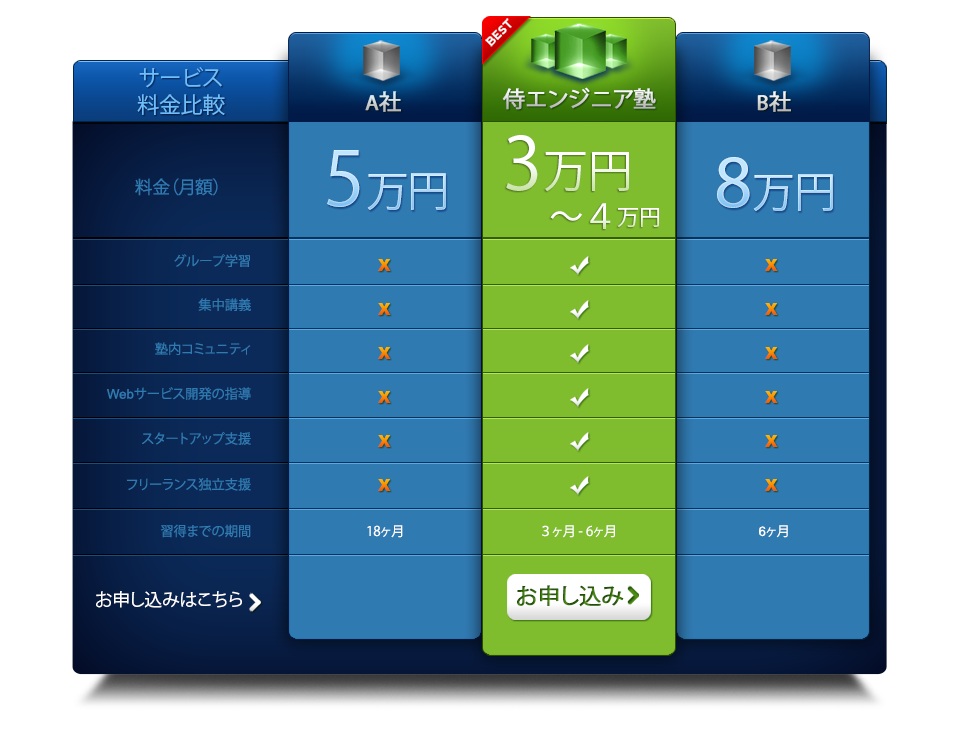 サービス
料金比較
A社
BEST
侍エンジニア塾
B社
料金(月額)
5万円
3万円
～4万円
8万円
グループ学習
x
x
集中講義
x
x
塾内コミュニティ
x
x
Webサービス開発の指導
x
x
スタートアップ支援
x
x
フリーランス独立支援
x
x
習得までの期間
18ヶ月
3ヶ月-6ヶ月
6ヶ月
お申し込みはこちら
お申し込み